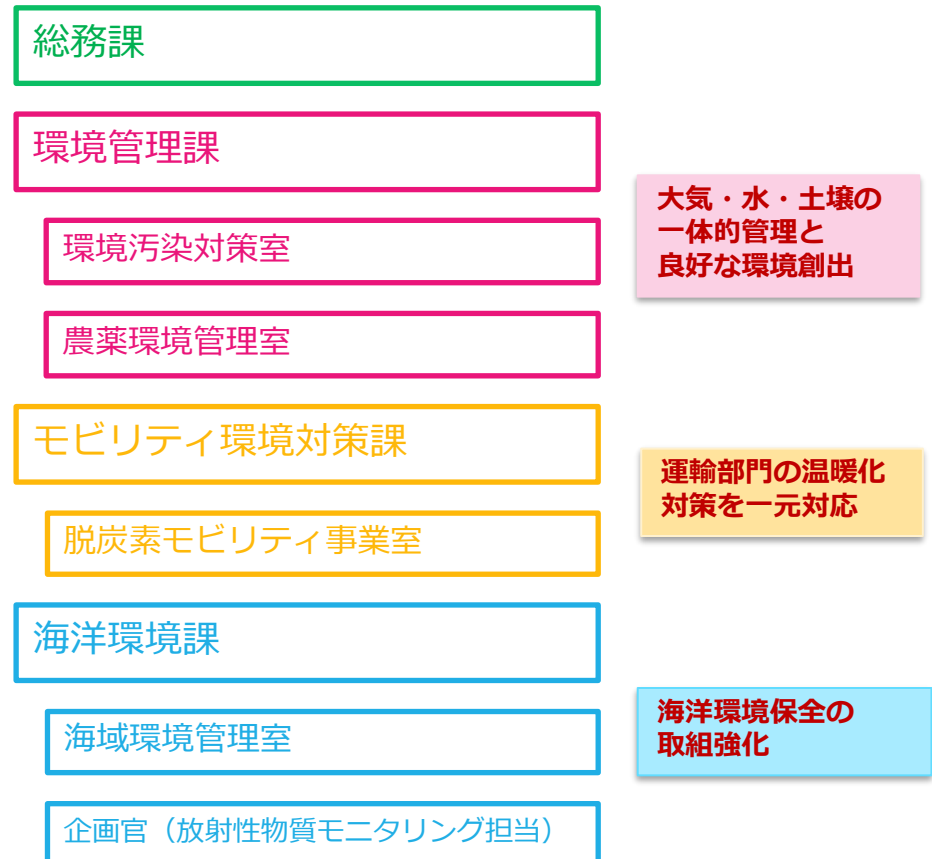 総務課
環境管理課
大気・水・土壌の
一体的管理と
良好な環境創出
環境汚染対策室
農薬環境管理室
モビリティ環境対策課
運輸部門の温暖化
対策を一元対応
脱炭素モビリティ事業室
海洋環境課
海洋環境保全の
取組強化
海域環境管理室
企画官（放射性物質モニタリング担当）